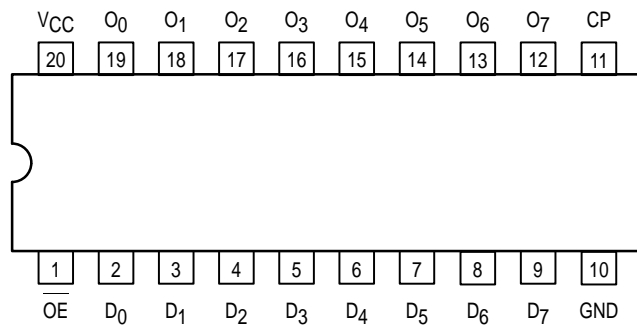 VCC O0 O1 O2 O3 O4 O5 O6 O7 CP
20 19 18 17 16 15 14 13 12 11
1 2 3 4 5 6 7 8 9 10
OE D0 D1 D2 D3 D4 D5 D6 D7 GND